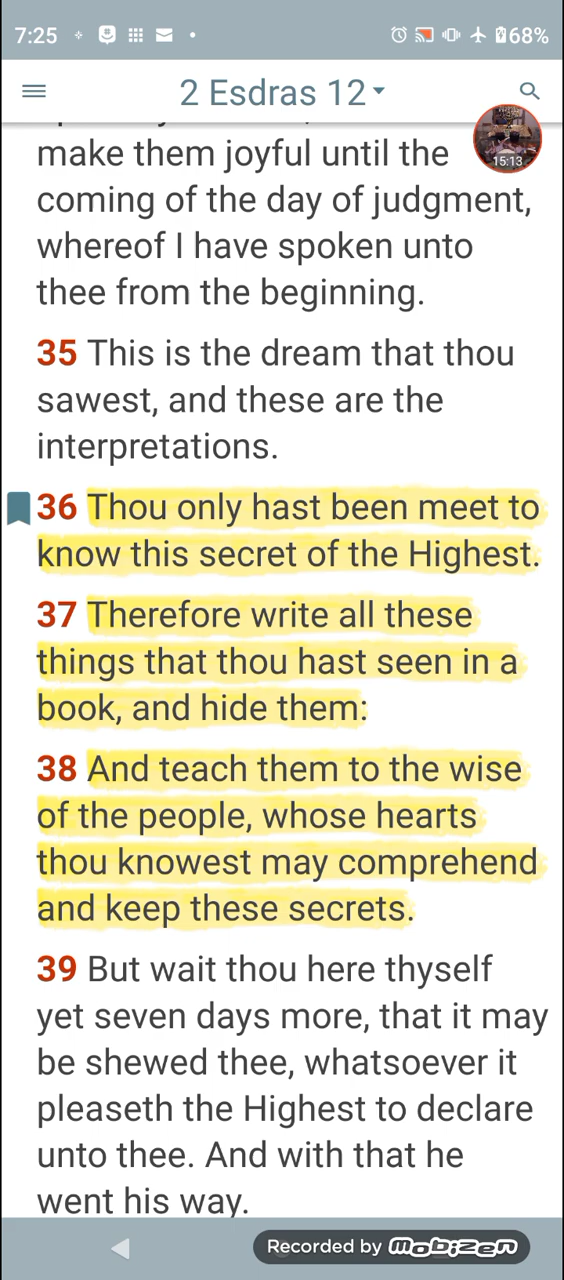 7:25 68%
2 Esdras 12
make them joyful until the
15:13
coming of the day of judgment,
whereof I have spoken unto
thee from the beginning.
35 This is the dream that thou
sawest, and these are the
interpretations.
36 Thou only hast been meet to
know this secret of the Highest.
37 Therefore write all these
things that thou hast seen in a
book, and hide them:
38 And teach them to the wise
of the people, whose hearts
thou knowest may comprehend
and keep these secrets.
39 But wait thou here thyself
yet seven days more, that it may
be shewed thee, whatsoever it
pleaseth the Highest to declare
unto thee. And with that he
went his way.
Recorded by Mobizen